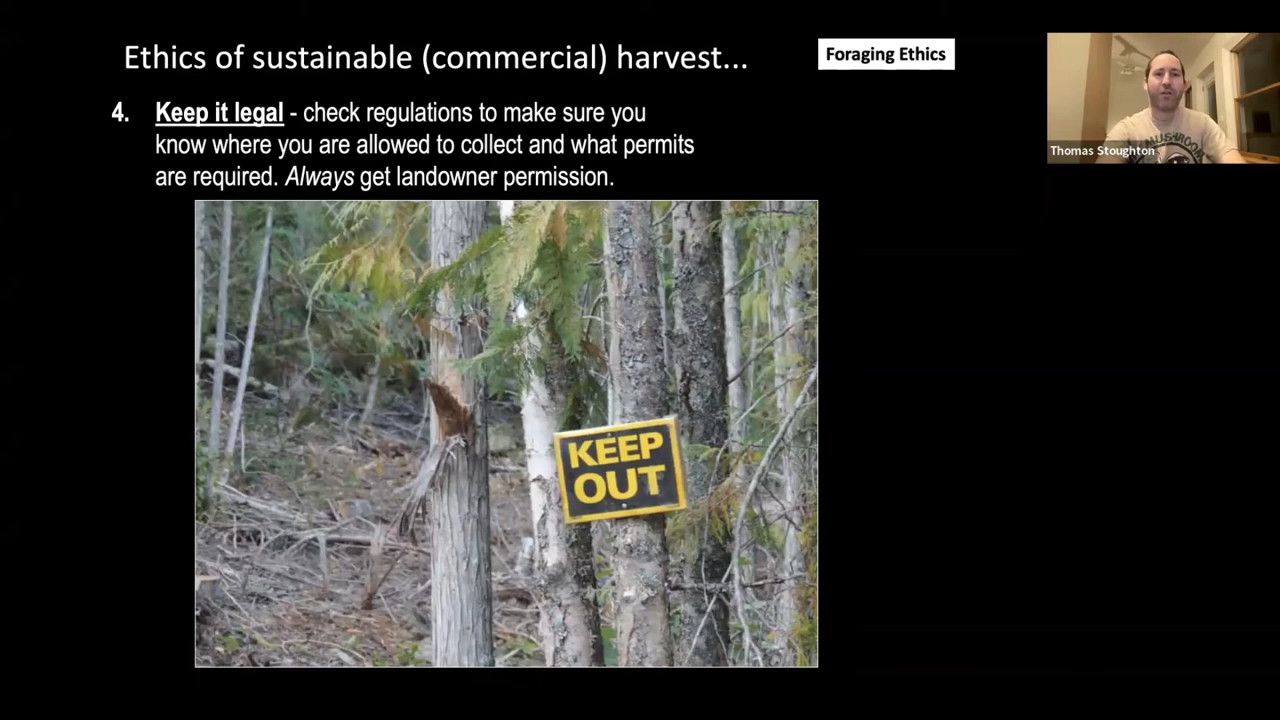 Ethics of sustainable (commercial) harvest...
Foraging Ethics
4. Keep it legal - check regulations to make sure you
know where you are allowed to collect and what permits
are required. Always get landowner permission.
Thomas Stoughton
KEEP
OUT